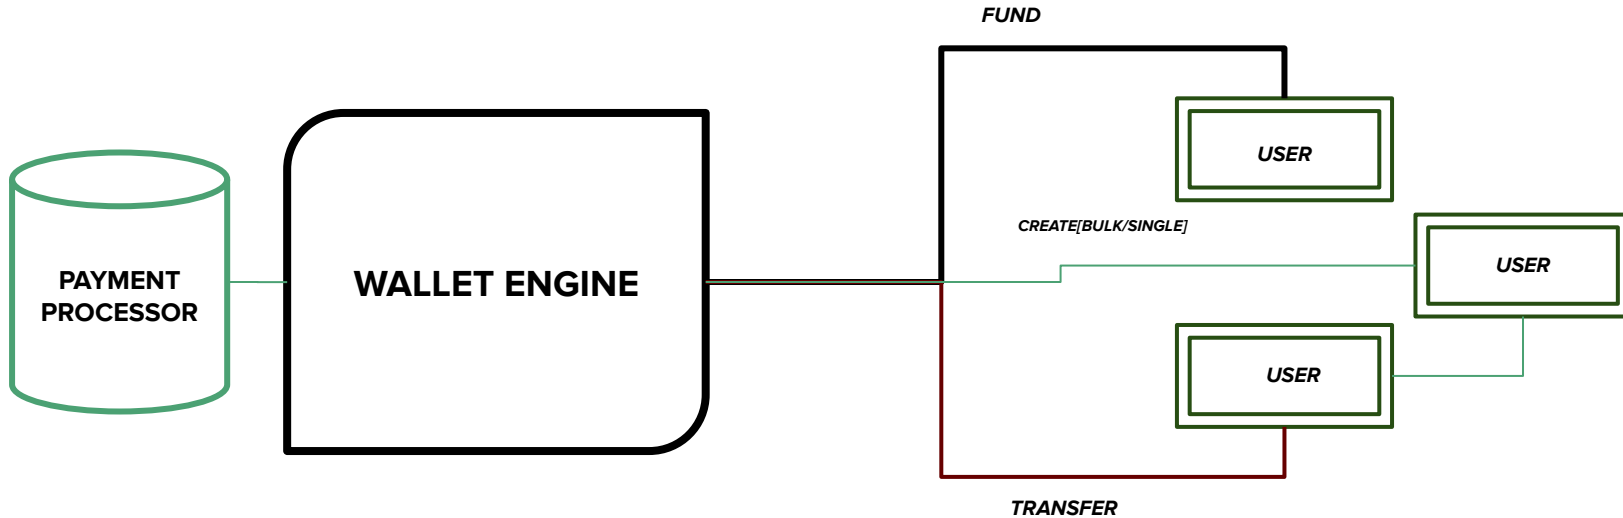 FUND
USER
CREATE[BULK/SINGLE]
PAYMENT
PROCESSOR
WALLET ENGINE
USER
USER
TRANSFER